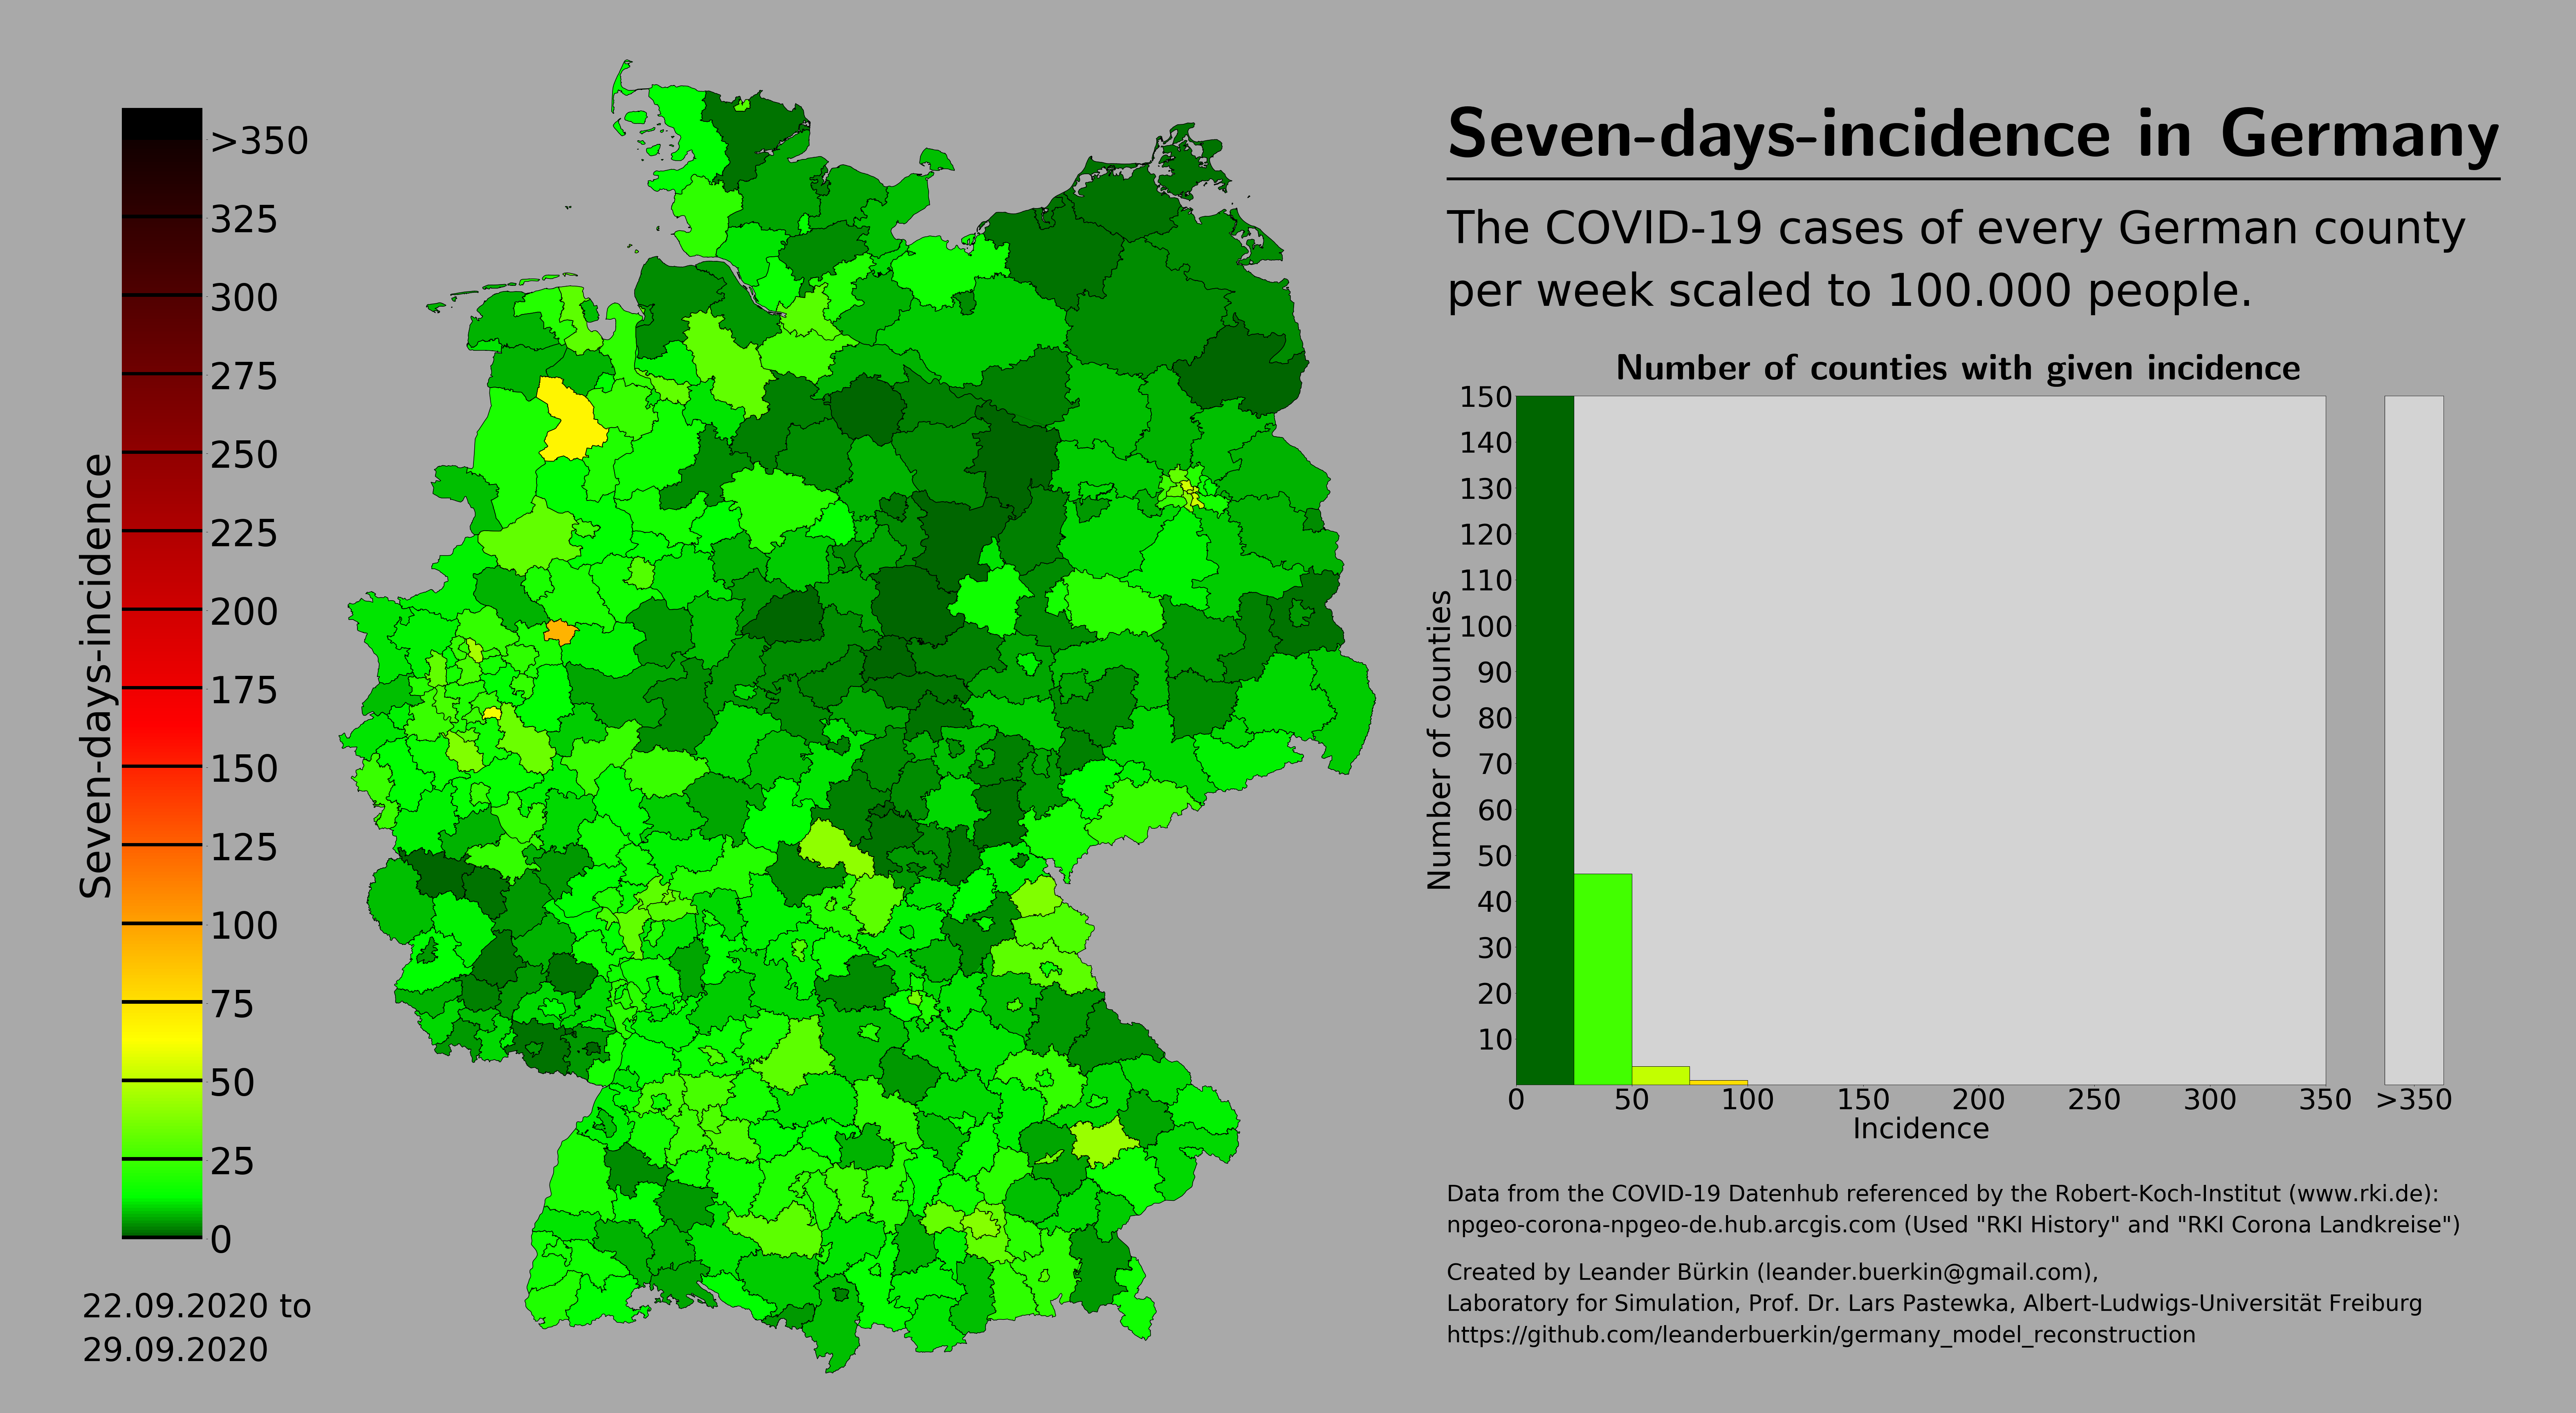 Seven-days-incidence in Germany
The COVID-19 cases of every German county
per week scaled to 100.000 people.
Seven-days-incidence
>350
325
300
275
250
225
200
175
150
125
100
75
50
25
0
22.09.2020 to
29.09.2020
Number of counties with given incidence
Number of counties
150
140
130
120
110
100
90
80
70
60
50
40
30
20
10
0 50 100 150 200 250 300 350 >350
Incidence
Data from the COVID-19 Datenhub referenced by the Robert-Koch-Institut (www.rki.de):
npgeo-corona-npgeo-de.hub.arcgis.com (Used "RKI History" and "RKI Corona Landkreise")
Created by Leander Bürkin (leander.buerkin@gmail.com),
Laboratory for Simulation, Prof. Dr. Lars Pastewka, Albert-Ludwigs-Universität Freiburg
https://github.com/leanderbuerkin/germany_model_reconstruction